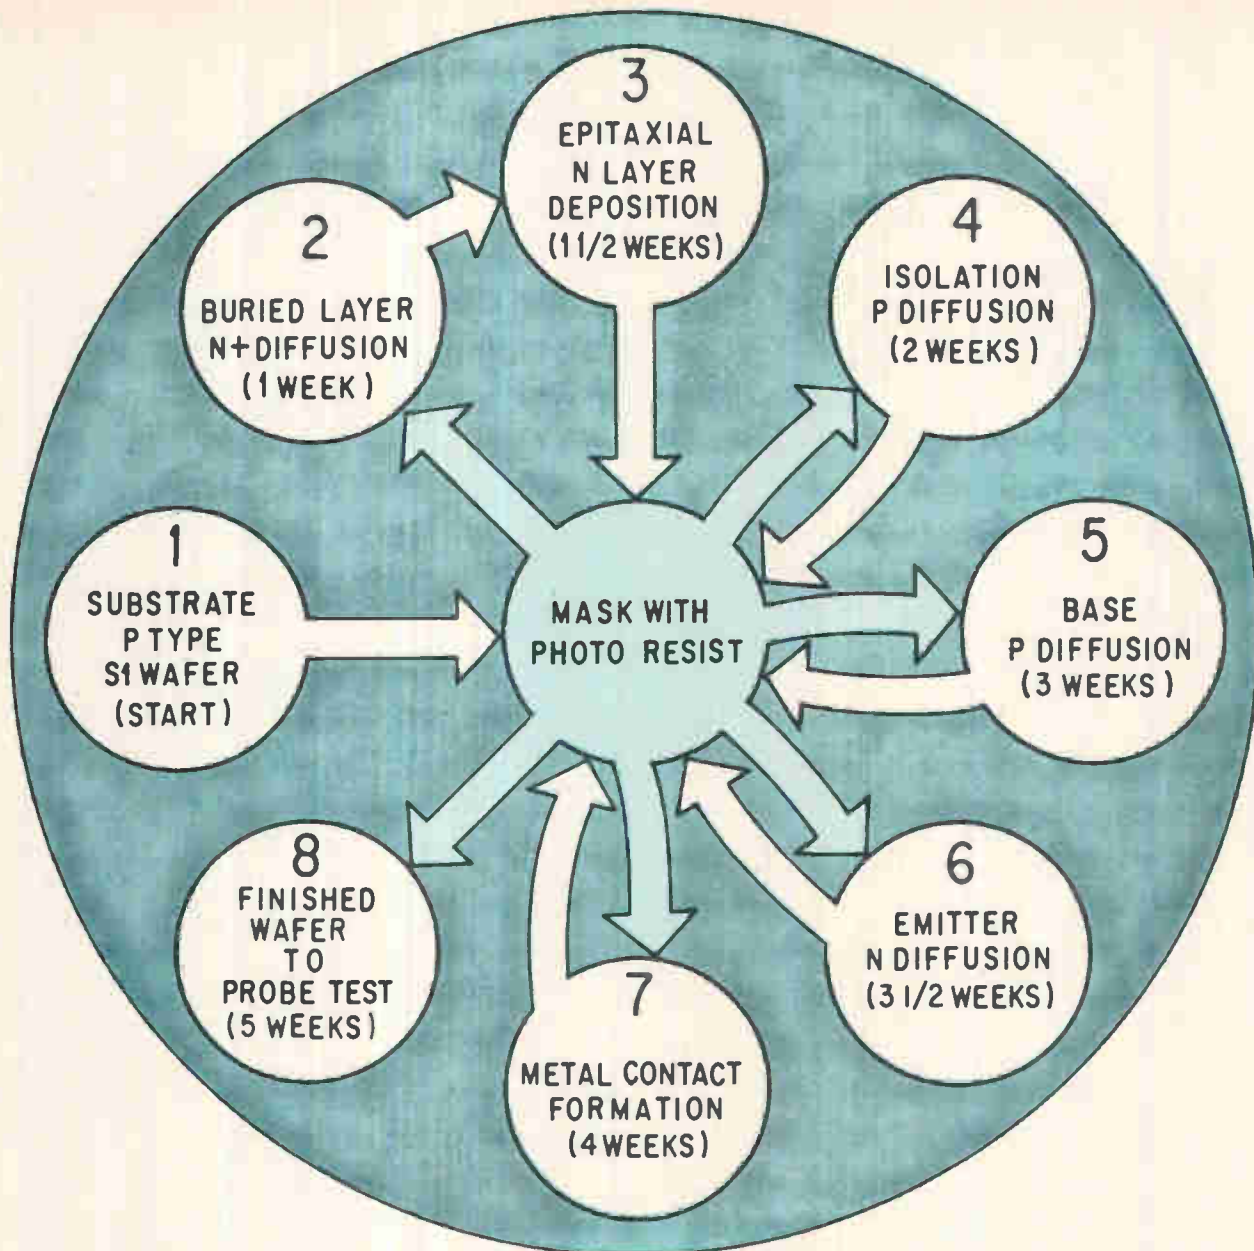 1
SUBSTRATE
P TYPE
S1 WAFER
(START)
2
BURIED LAYER
N+ DIFFUSION
(1 WEEK)
3
EPITAXIAL
N LAYER
DEPOSITION
(1 1/2 WEEKS)
4
ISOLATION
P DIFFUSION
(2 WEEKS)
5
BASE
P DIFFUSION
(3 WEEKS)
6
EMITTER
N DIFFUSION
(3 1/2 WEEKS)
7
METAL CONTACT
FORMATION
(4 WEEKS)
8
FINISHED
WAFER
TO
PROBE TEST
(5 WEEKS)
MASK WITH
PHOTO RESIST